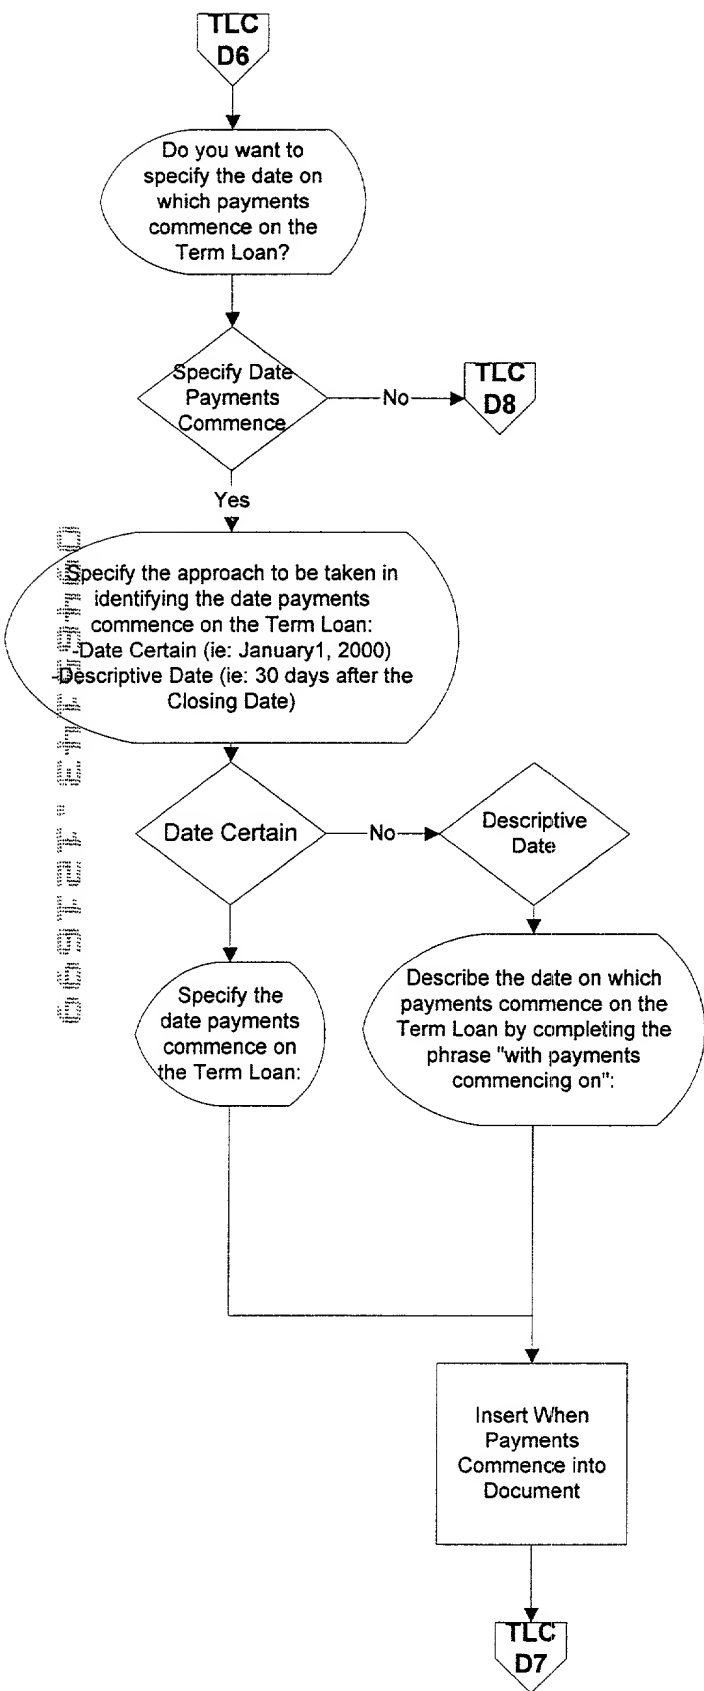 TLC
D6
Do you want to
specify the date on
which payments
commence on the
Term Loan?
Specify Date
Payments
Commence
No
TLC
D8
Yes
Specify the approach to be taken in
identifying the date payments
commence on the Term Loan:
-Date Certain (ie: January1, 2000)
-Descriptive Date (ie: 30 days after the
Closing Date)
Date Certain
No
Descriptive
Date
Specify the
date payments
commence on
the Term Loan:
Describe the date on which
payments commence on the
Term Loan by completing the
phrase "with payments
commencing on":
Insert When
Payments
Commence into
Document
TLC
D7